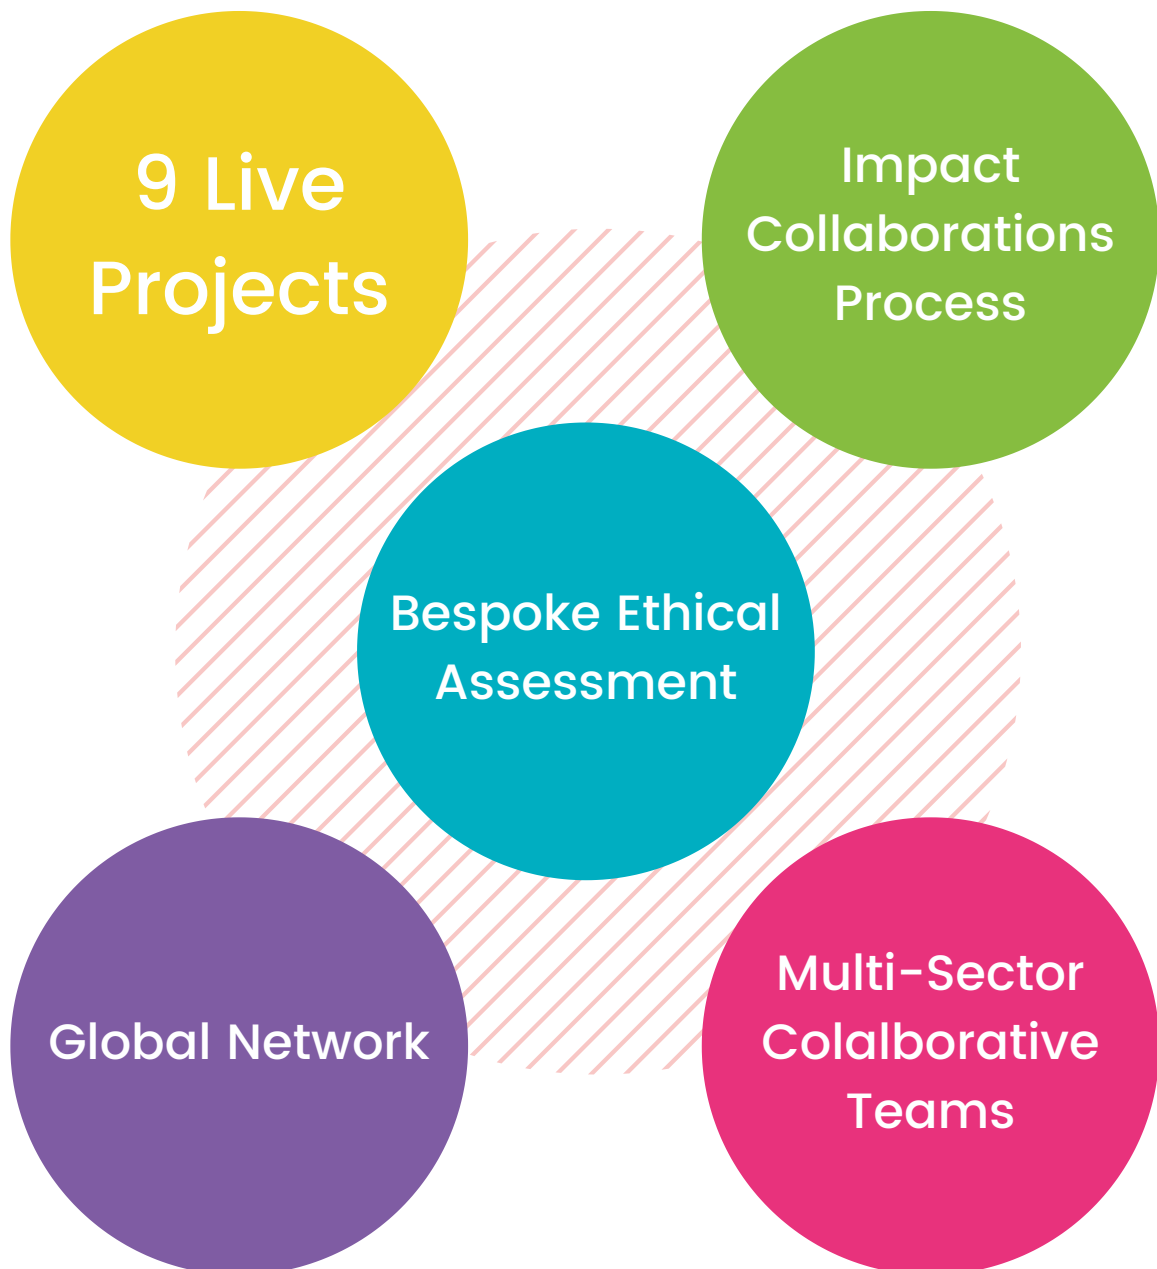 9 Live
Projects
Impact
Collaborations
Process
Bespoke Ethical
Assessment
Global Network
Multi-Sector
Colalborative
Teams